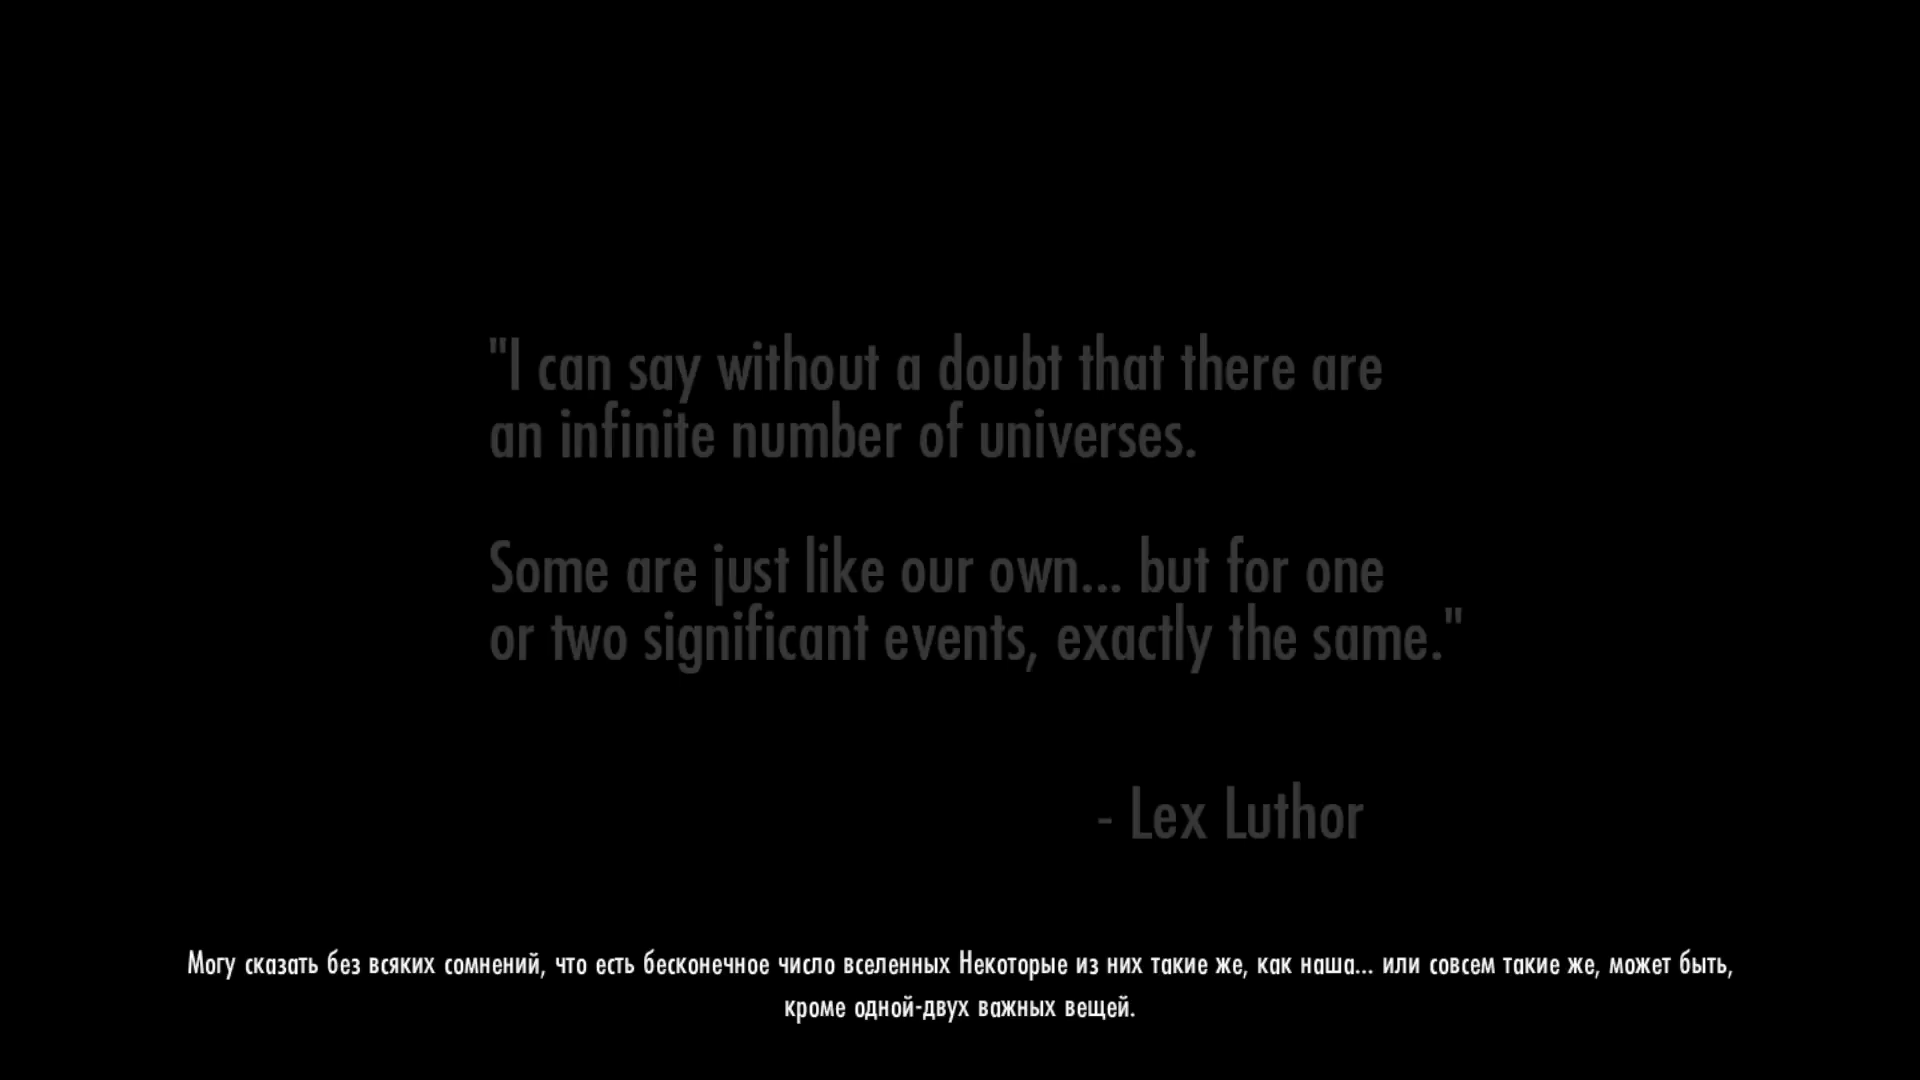 "I can say without a doubt that there are
an infinite number of universes.
Some are just like our own... but for one
or two significant events, exactly the same."
- Lex Luthor
Могу сказать без всяких сомнений, что есть бесконечное число вселенных Некоторые из них такие же, как наша... или совсем такие же, может быть,
кроме одной-двух важных вещей.